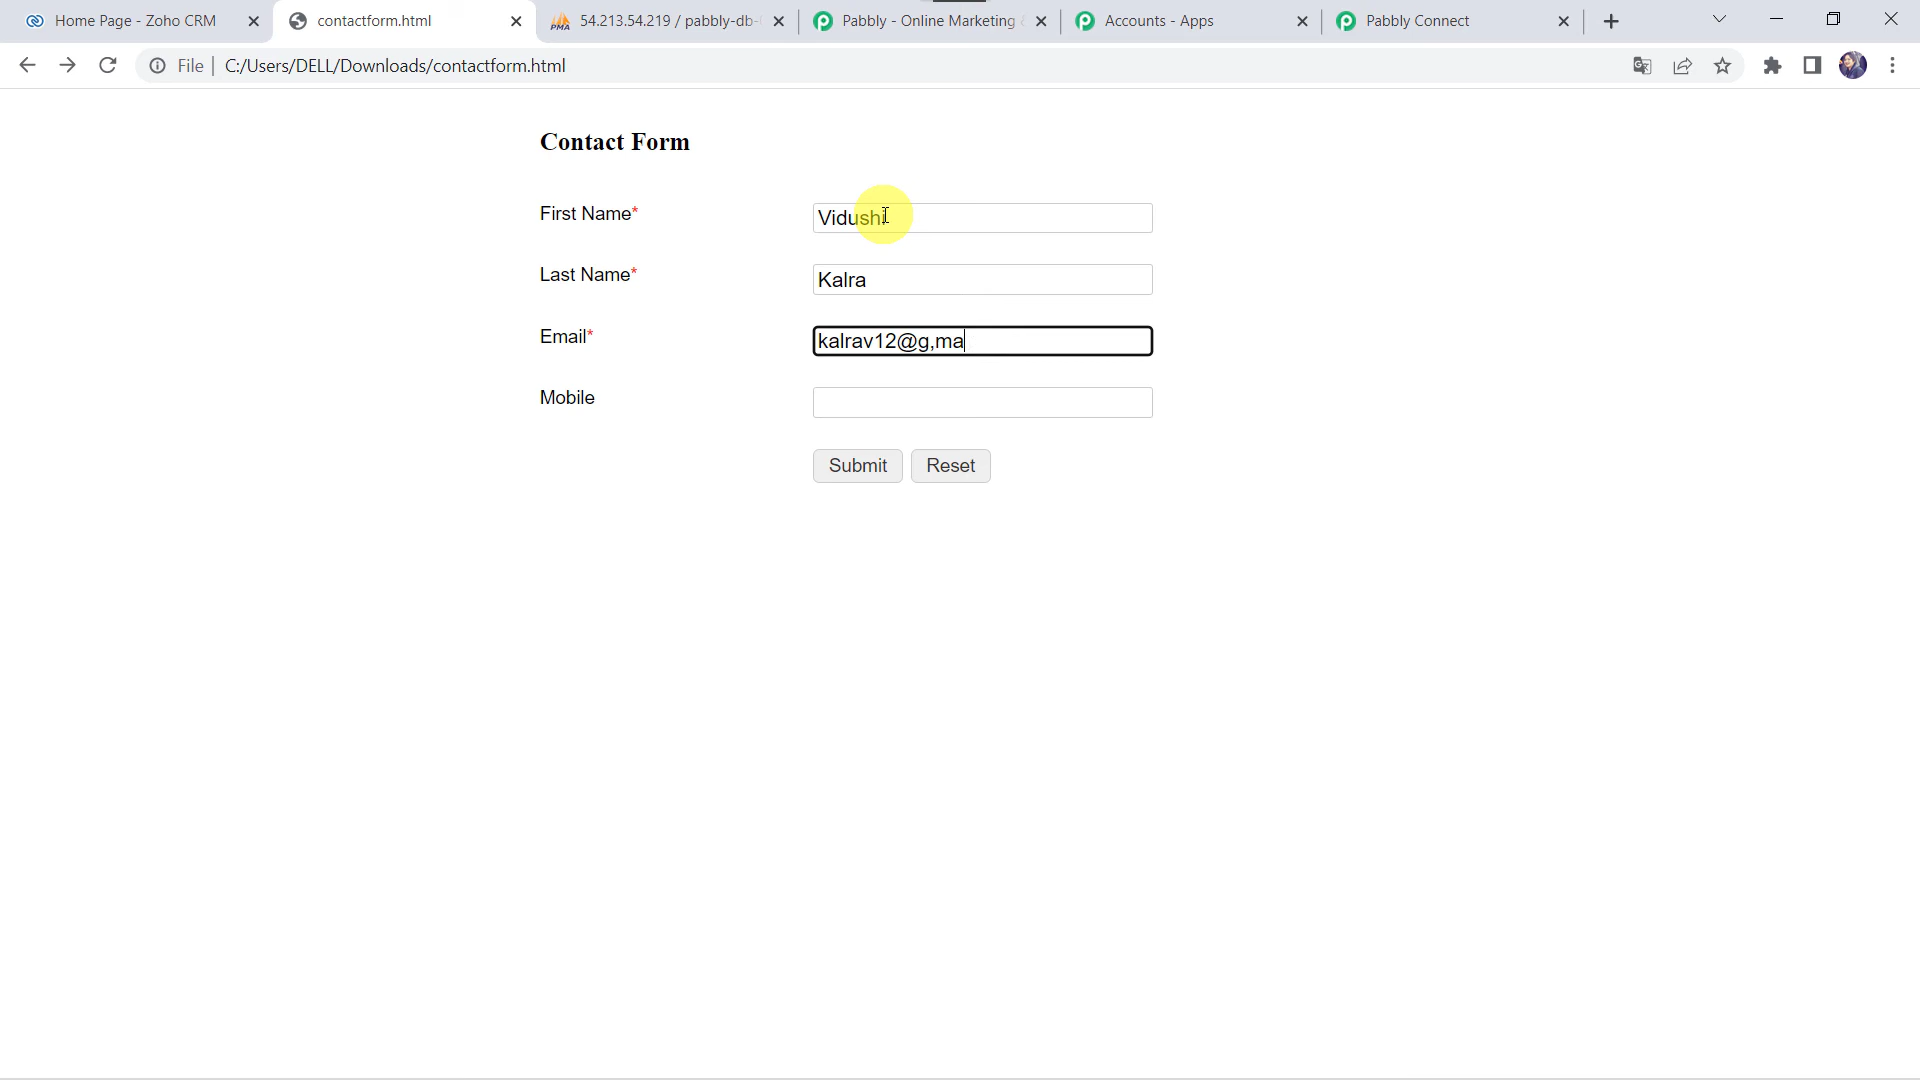 Home Page - Zoho CRM
contactform.html
54.213.54.219 / pabbly-db-
Pabbly - Online Marketing
Accounts - Apps
Pabbly Connect
File
C:/Users/DELL/Downloads/contactform.html
Contact Form
First Name*
Vidushi
Last Name*
Kalra
Email*
kalrav12@g,ma
Mobile
Submit
Reset